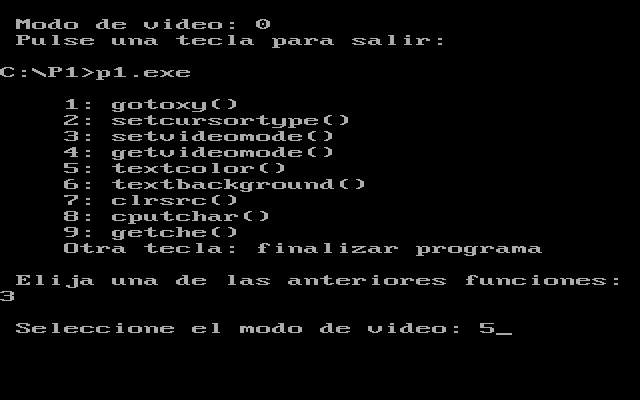 Modo de video: 0
Pulse una tecla para salir:
C:\P1>p1.exe
1: gotoxy()
2: setcursortype()
3: setvideomode()
4: getvideomode()
5: textcolor()
6: textbackground()
7: clrsrc()
8: cputchar()
9: getche()
Otra tecla: finalizar programa
Elija una de las anteriores funciones:
3
Seleccione el modo de video: 5_